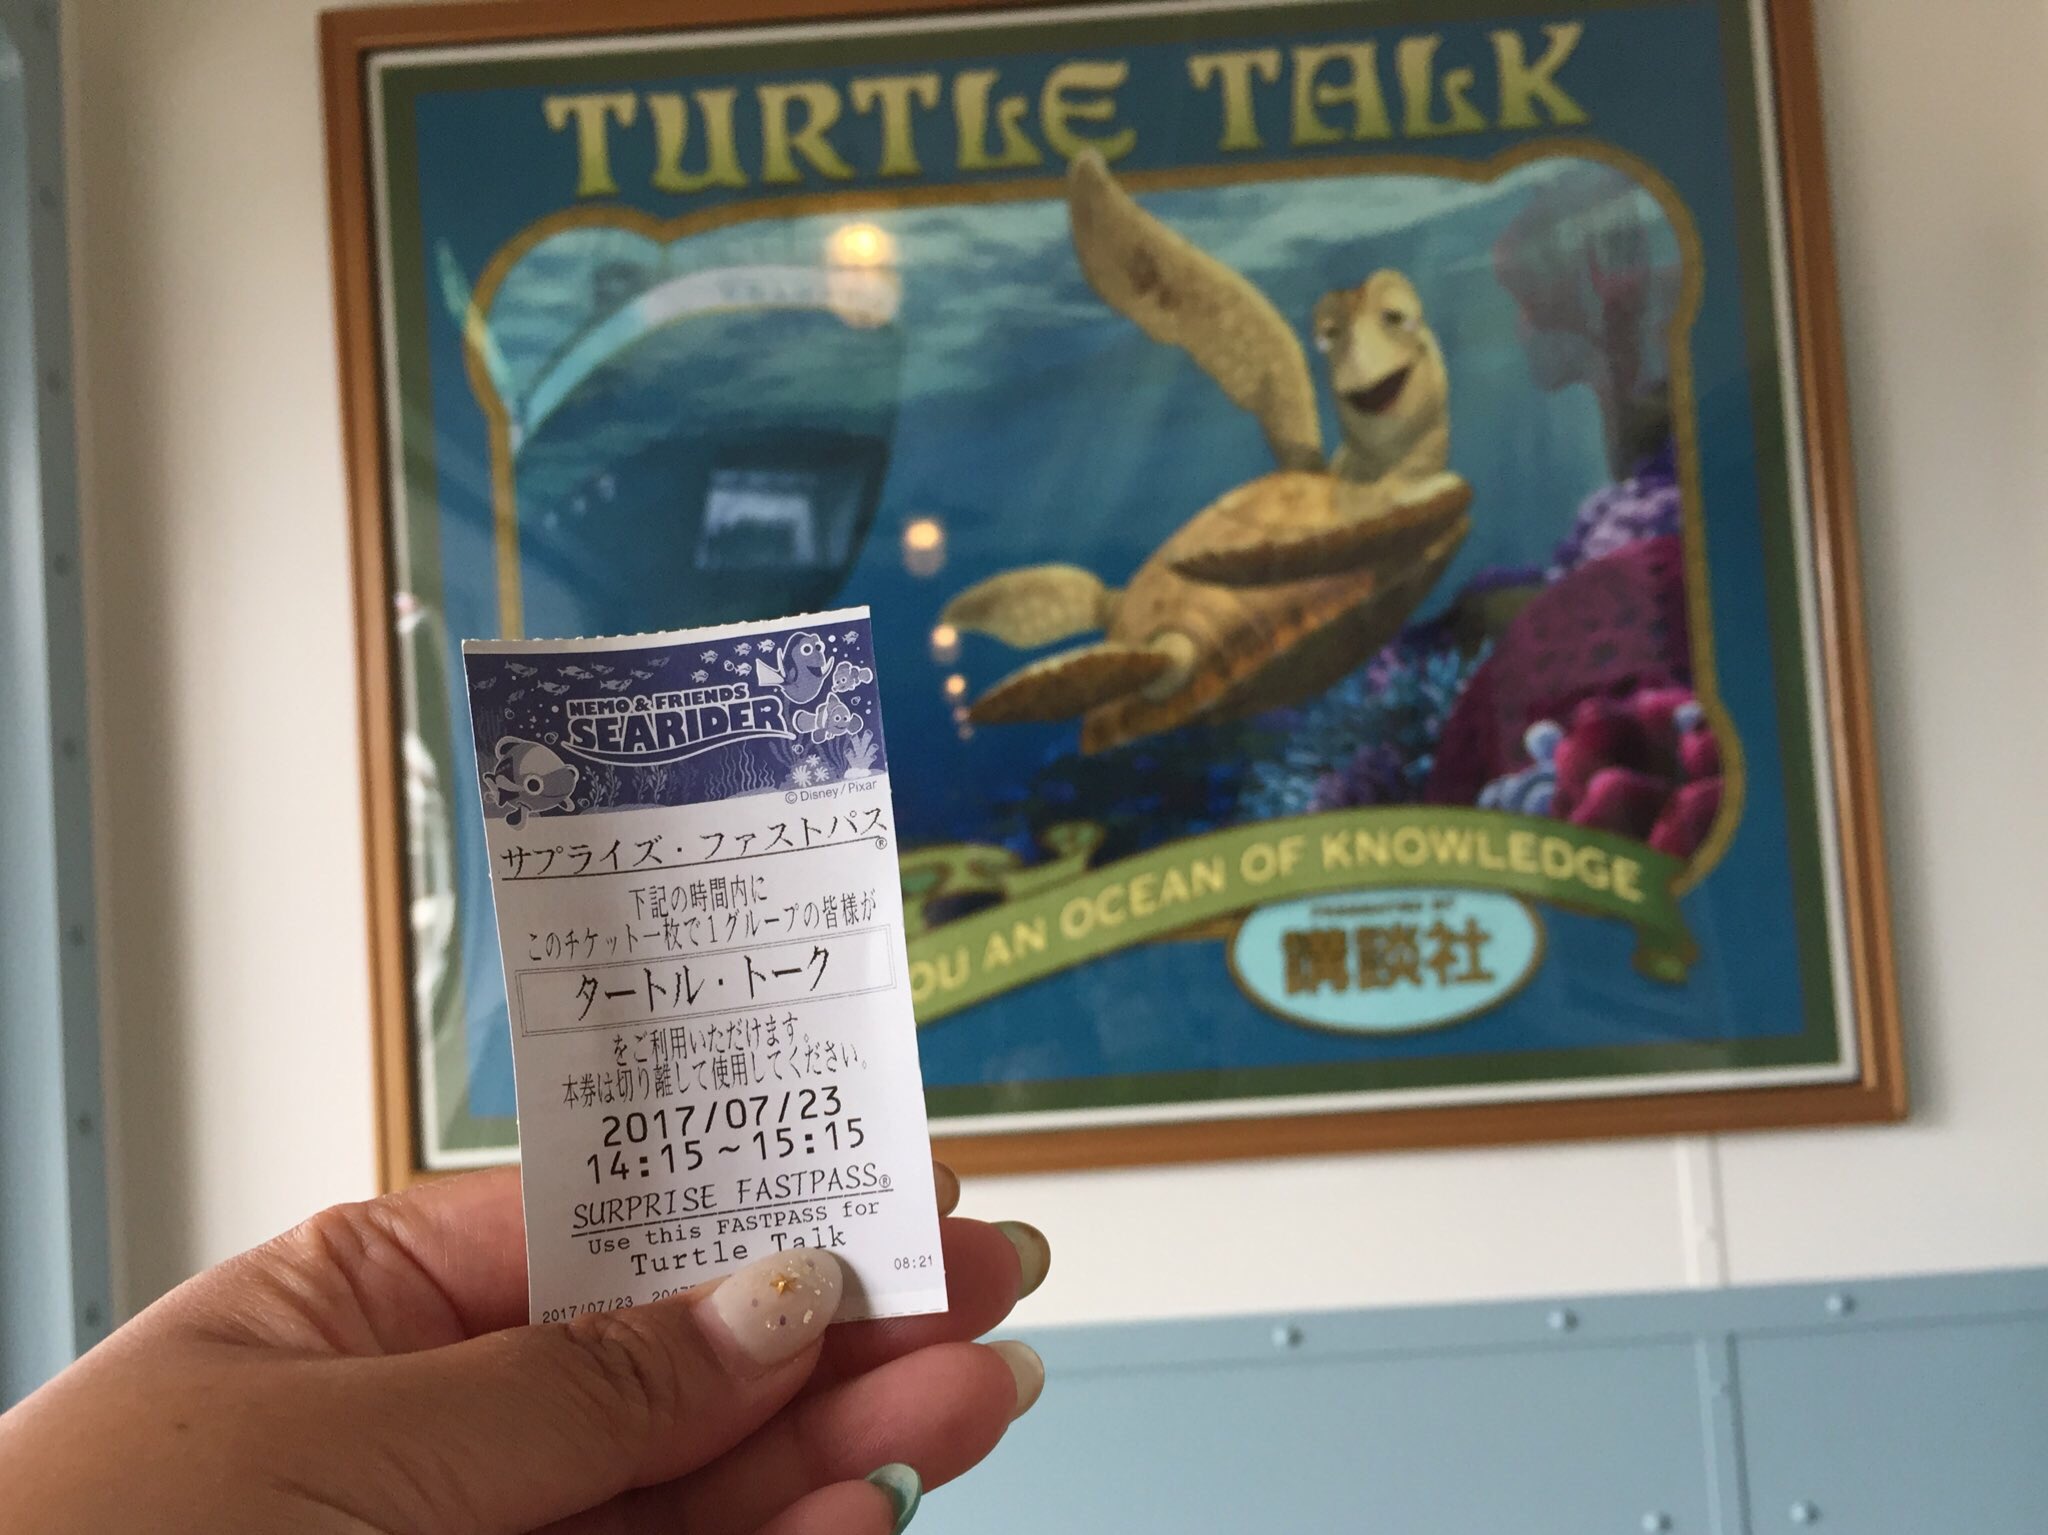 TURTLE TALK
OU AN OCEAN OF KNOWLEDGE
PRESENTED BY
講談社
NEMO & FRIENDS
SEARIDER
©Disney/Pixar
サプライズ・ファストパス®
下記の時間内に
このチケット一枚で1グループの皆様が
タートル・トーク
をご利用いただけます。
本券は切り離して使用してください。
2017/07/23
14:15~15:15
SURPRISE FASTPASS®
Use this FASTPASS for
Turtle Talk
08:21
2017/07/23